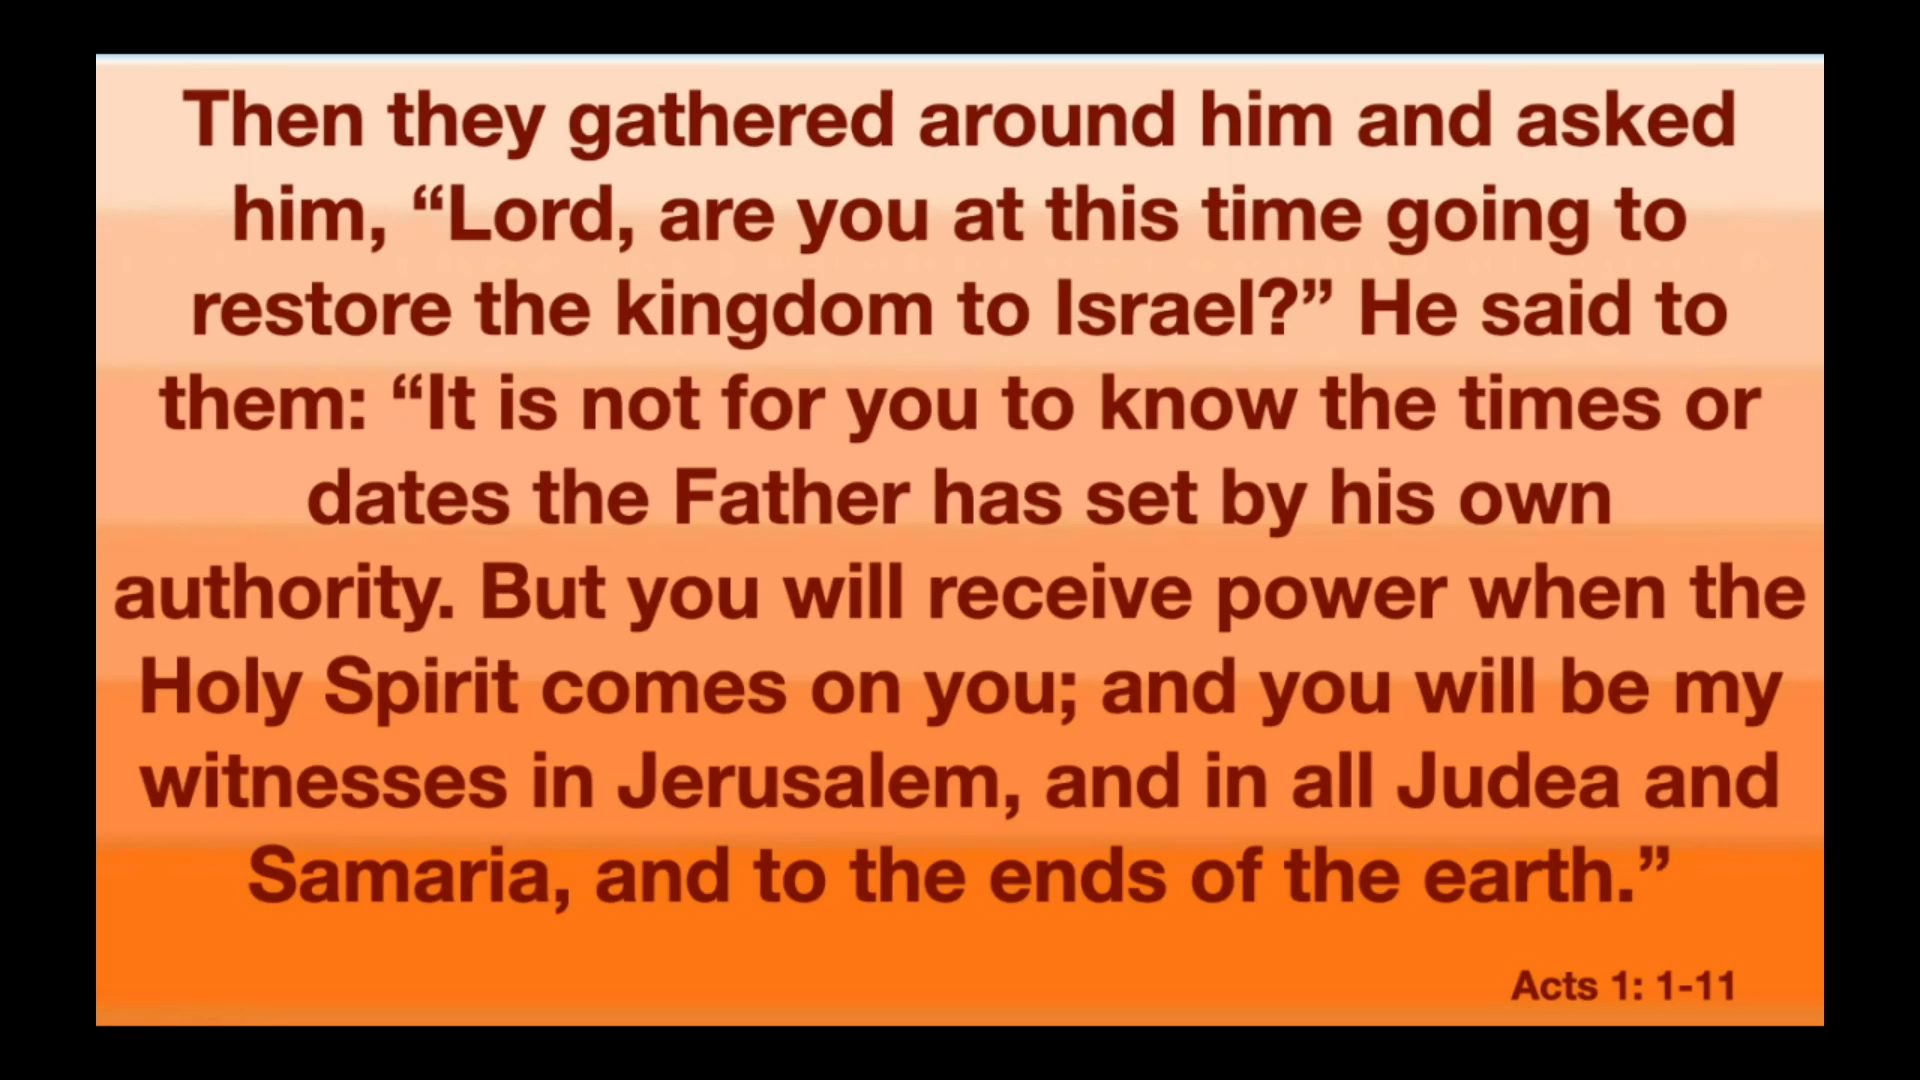 Then they gathered around him and asked
him, “Lord, are you at this time going to
restore the kingdom to Israel?” He said to
them: “It is not for you to know the times or
dates the Father has set by his own
authority. But you will receive power when the
Holy Spirit comes on you; and you will be my
witnesses in Jerusalem, and in all Judea and
Samaria, and to the ends of the earth.”
Acts 1: 1-11